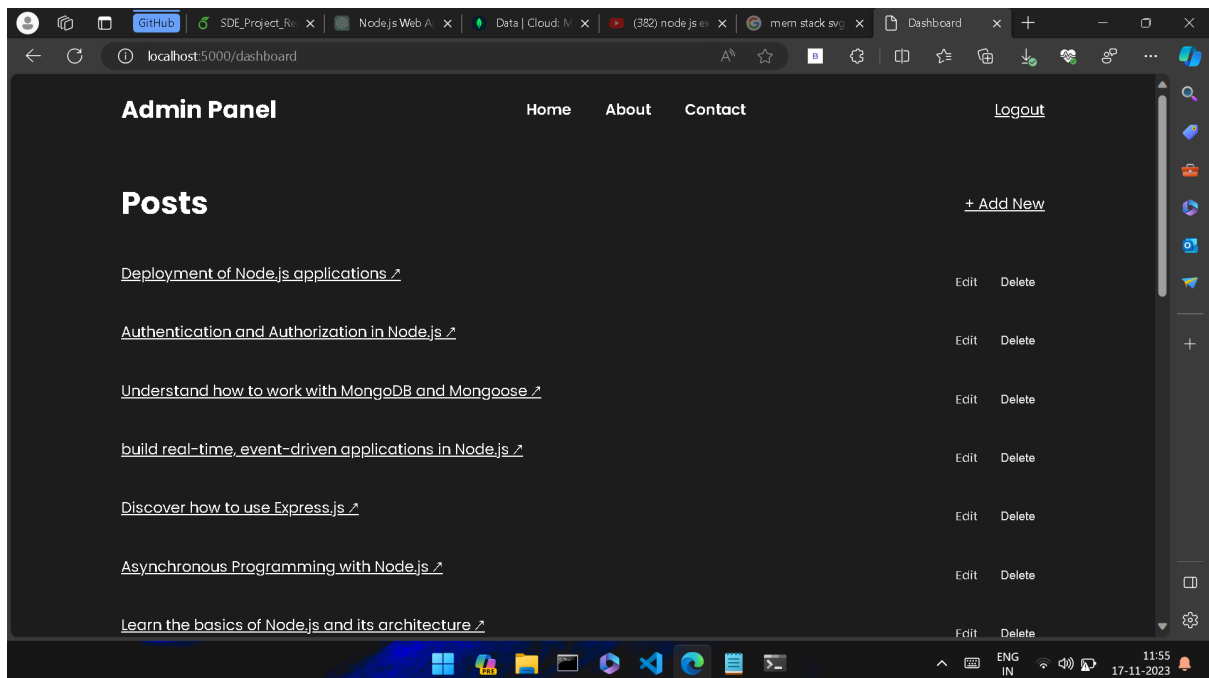 GitHub SDE_Project_Re Node.js Web A Data | Cloud: M (382) node js ex mern stack svg Dashboard
localhost:5000/dashboard
B
Admin Panel Home About Contact Logout
Posts + Add New
Deployment of Node.js applications ↗ Edit Delete
Authentication and Authorization in Node.js ↗ Edit Delete
Understand how to work with MongoDB and Mongoose ↗ Edit Delete
build real-time, event-driven applications in Node.js ↗ Edit Delete
Discover how to use Express.js ↗ Edit Delete
Asynchronous Programming with Node.js ↗ Edit Delete
Learn the basics of Node.js and its architecture ↗ Edit Delete
PRE
ENG 11:55
IN 17-11-2023